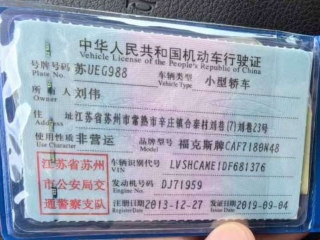 中华人民共和国机动车行驶证
Vehicle License of the People's Republic of China
号牌号码 苏UEG988 车辆类型 小型轿车
Plate No. Vehicle Type
所有人 刘伟
Owner
住址 江苏省苏州市常熟市辛庄镇合泰村刘巷(7)刘巷23号
使用性质 非营运 品牌型号 福克斯牌CAF7180N48
江苏省苏州
市公安局交
通警察支队
车辆识别代号 LVSHCAME1DF681376
VIN
发动机号码 DJ71959
Engine No.
注册日期 2013-12-27 发证日期 2019-09-04
Register Date Issue Date